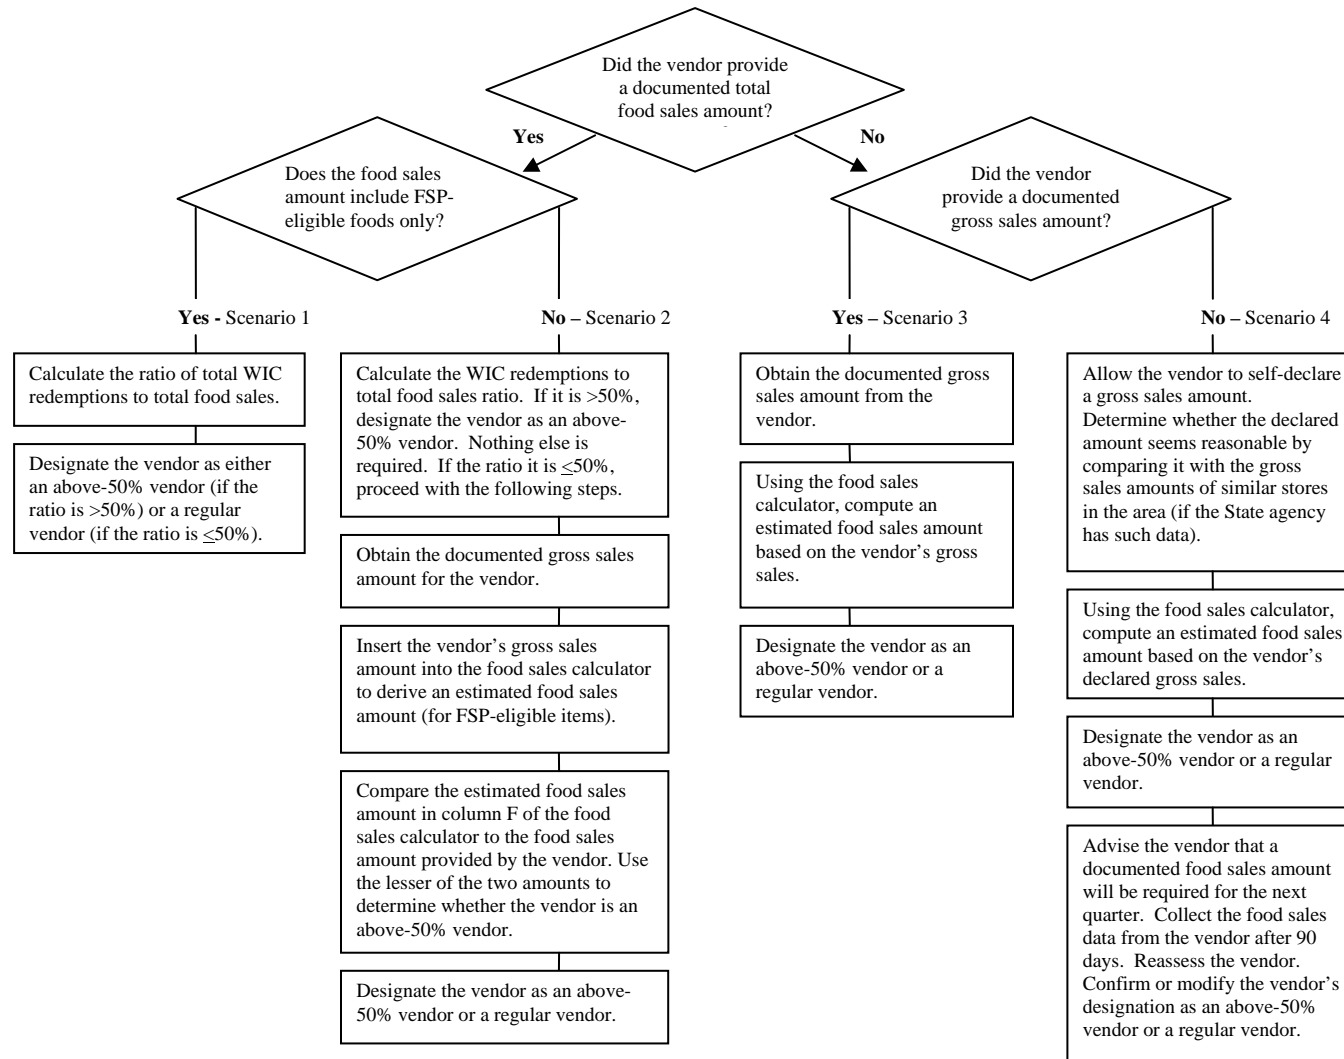 Did the vendor provide
a documented total
food sales amount?
Yes
No
Does the food sales
amount include FSP-
eligible foods only?
Did the vendor
provide a documented
gross sales amount?
Yes - Scenario 1
No – Scenario 2
Yes – Scenario 3
No – Scenario 4
Calculate the ratio of total WIC
redemptions to total food sales.
Designate the vendor as either
an above-50% vendor (if the
ratio is >50%) or a regular
vendor (if the ratio is <50%).
Calculate the WIC redemptions to
total food sales ratio.  If it is >50%,
designate the vendor as an above-
50% vendor.  Nothing else is
required.  If the ratio it is <50%,
proceed with the following steps.
Obtain the documented gross sales
amount for the vendor.
Insert the vendor's gross sales
amount into the food sales calculator
to derive an estimated food sales
amount (for FSP-eligible items).
Compare the estimated food sales
amount in column F of the food
sales calculator to the food sales
amount provided by the vendor. Use
the lesser of the two amounts to
determine whether the vendor is an
above-50% vendor.
Designate the vendor as an above-
50% vendor or a regular vendor.
Obtain the documented gross
sales amount from the
vendor.
Using the food sales
calculator, compute an
estimated food sales amount
based on the vendor's gross
sales.
Designate the vendor as an
above-50% vendor or a
regular vendor.
Allow the vendor to self-declare
a gross sales amount.
Determine whether the declared
amount seems reasonable by
comparing it with the gross
sales amounts of similar stores
in the area (if the State agency
has such data).
Using the food sales calculator,
compute an estimated food sales
amount based on the vendor's
declared gross sales.
Designate the vendor as an
above-50% vendor or a regular
vendor.
Advise the vendor that a
documented food sales amount
will be required for the next
quarter.  Collect the food sales
data from the vendor after 90
days.  Reassess the vendor.
Confirm or modify the vendor's
designation as an above-50%
vendor or a regular vendor.